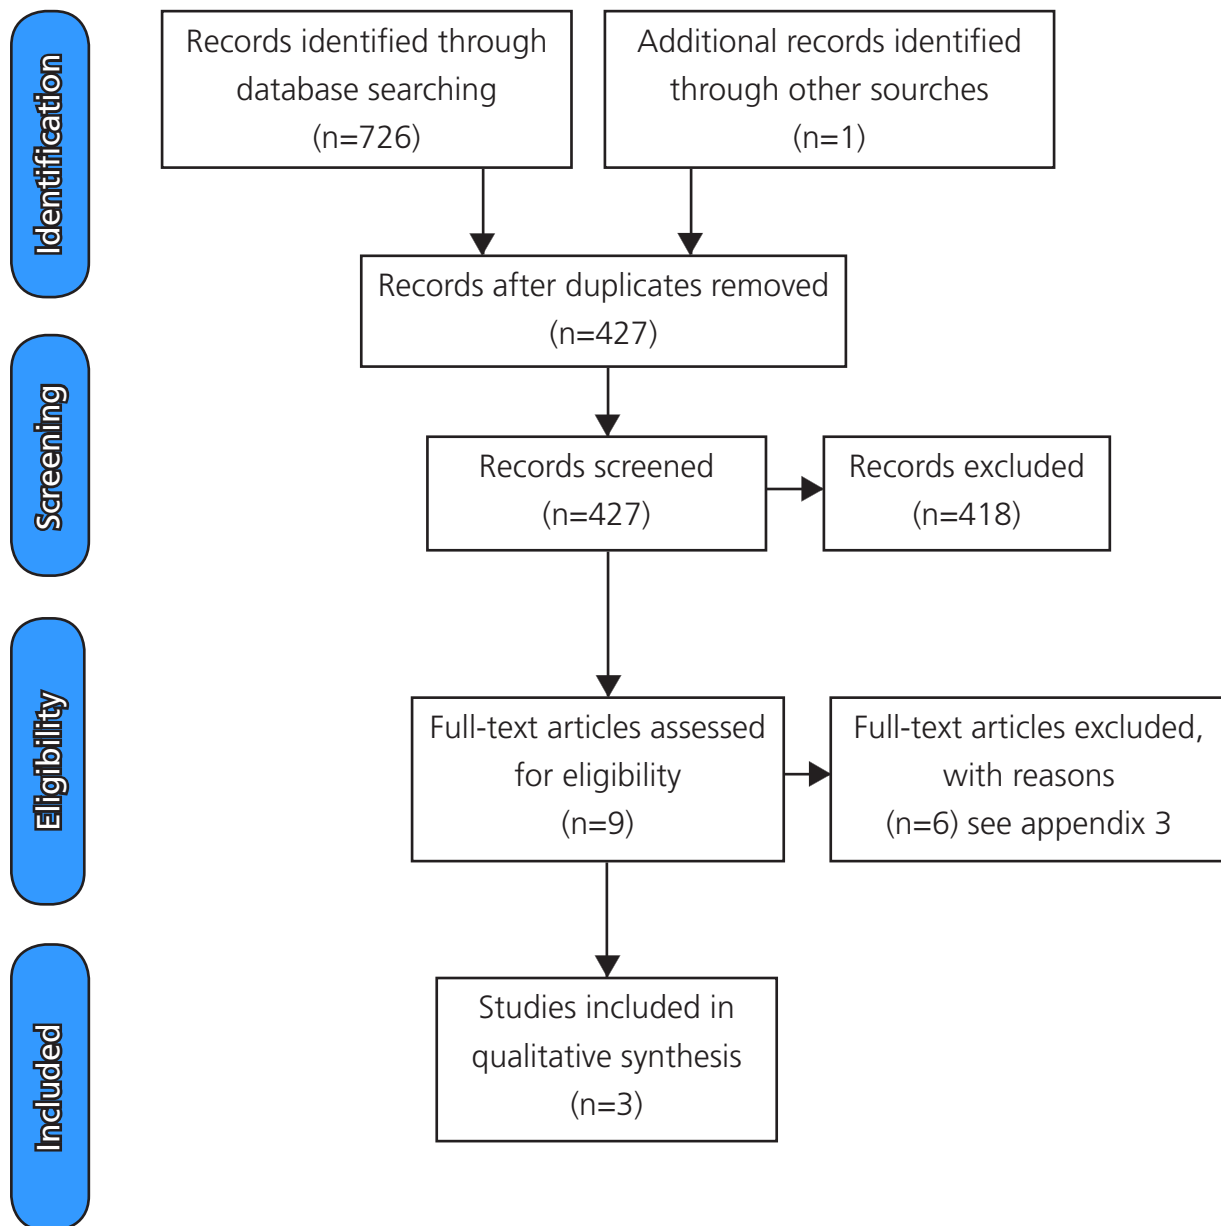 Identification
Records identified through
database searching
(n=726)
Additional records identified
through other sourches
(n=1)
Records after duplicates removed
(n=427)
Screening
Records screened
(n=427)
Records excluded
(n=418)
Eligibility
Full-text articles assessed
for eligibility
(n=9)
Full-text articles excluded,
with reasons
(n=6) see appendix 3
Included
Studies included in
qualitative synthesis
(n=3)